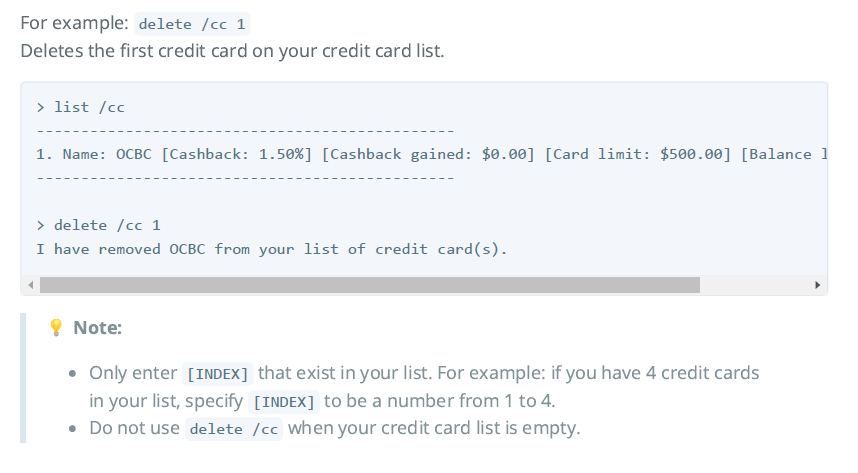 For example: delete /cc 1
Deletes the first credit card on your credit card list.
> list /cc
-----------------------------------------------
1. Name: OCBC [Cashback: 1.50%] [Cashback gained: $0.00] [Card limit: $500.00] [Balance l
-----------------------------------------------
> delete /cc 1
I have removed OCBC from your list of credit card(s).
💡 Note:
• Only enter [INDEX] that exist in your list. For example: if you have 4 credit cards
in your list, specify [INDEX] to be a number from 1 to 4.
• Do not use delete /cc when your credit card list is empty.